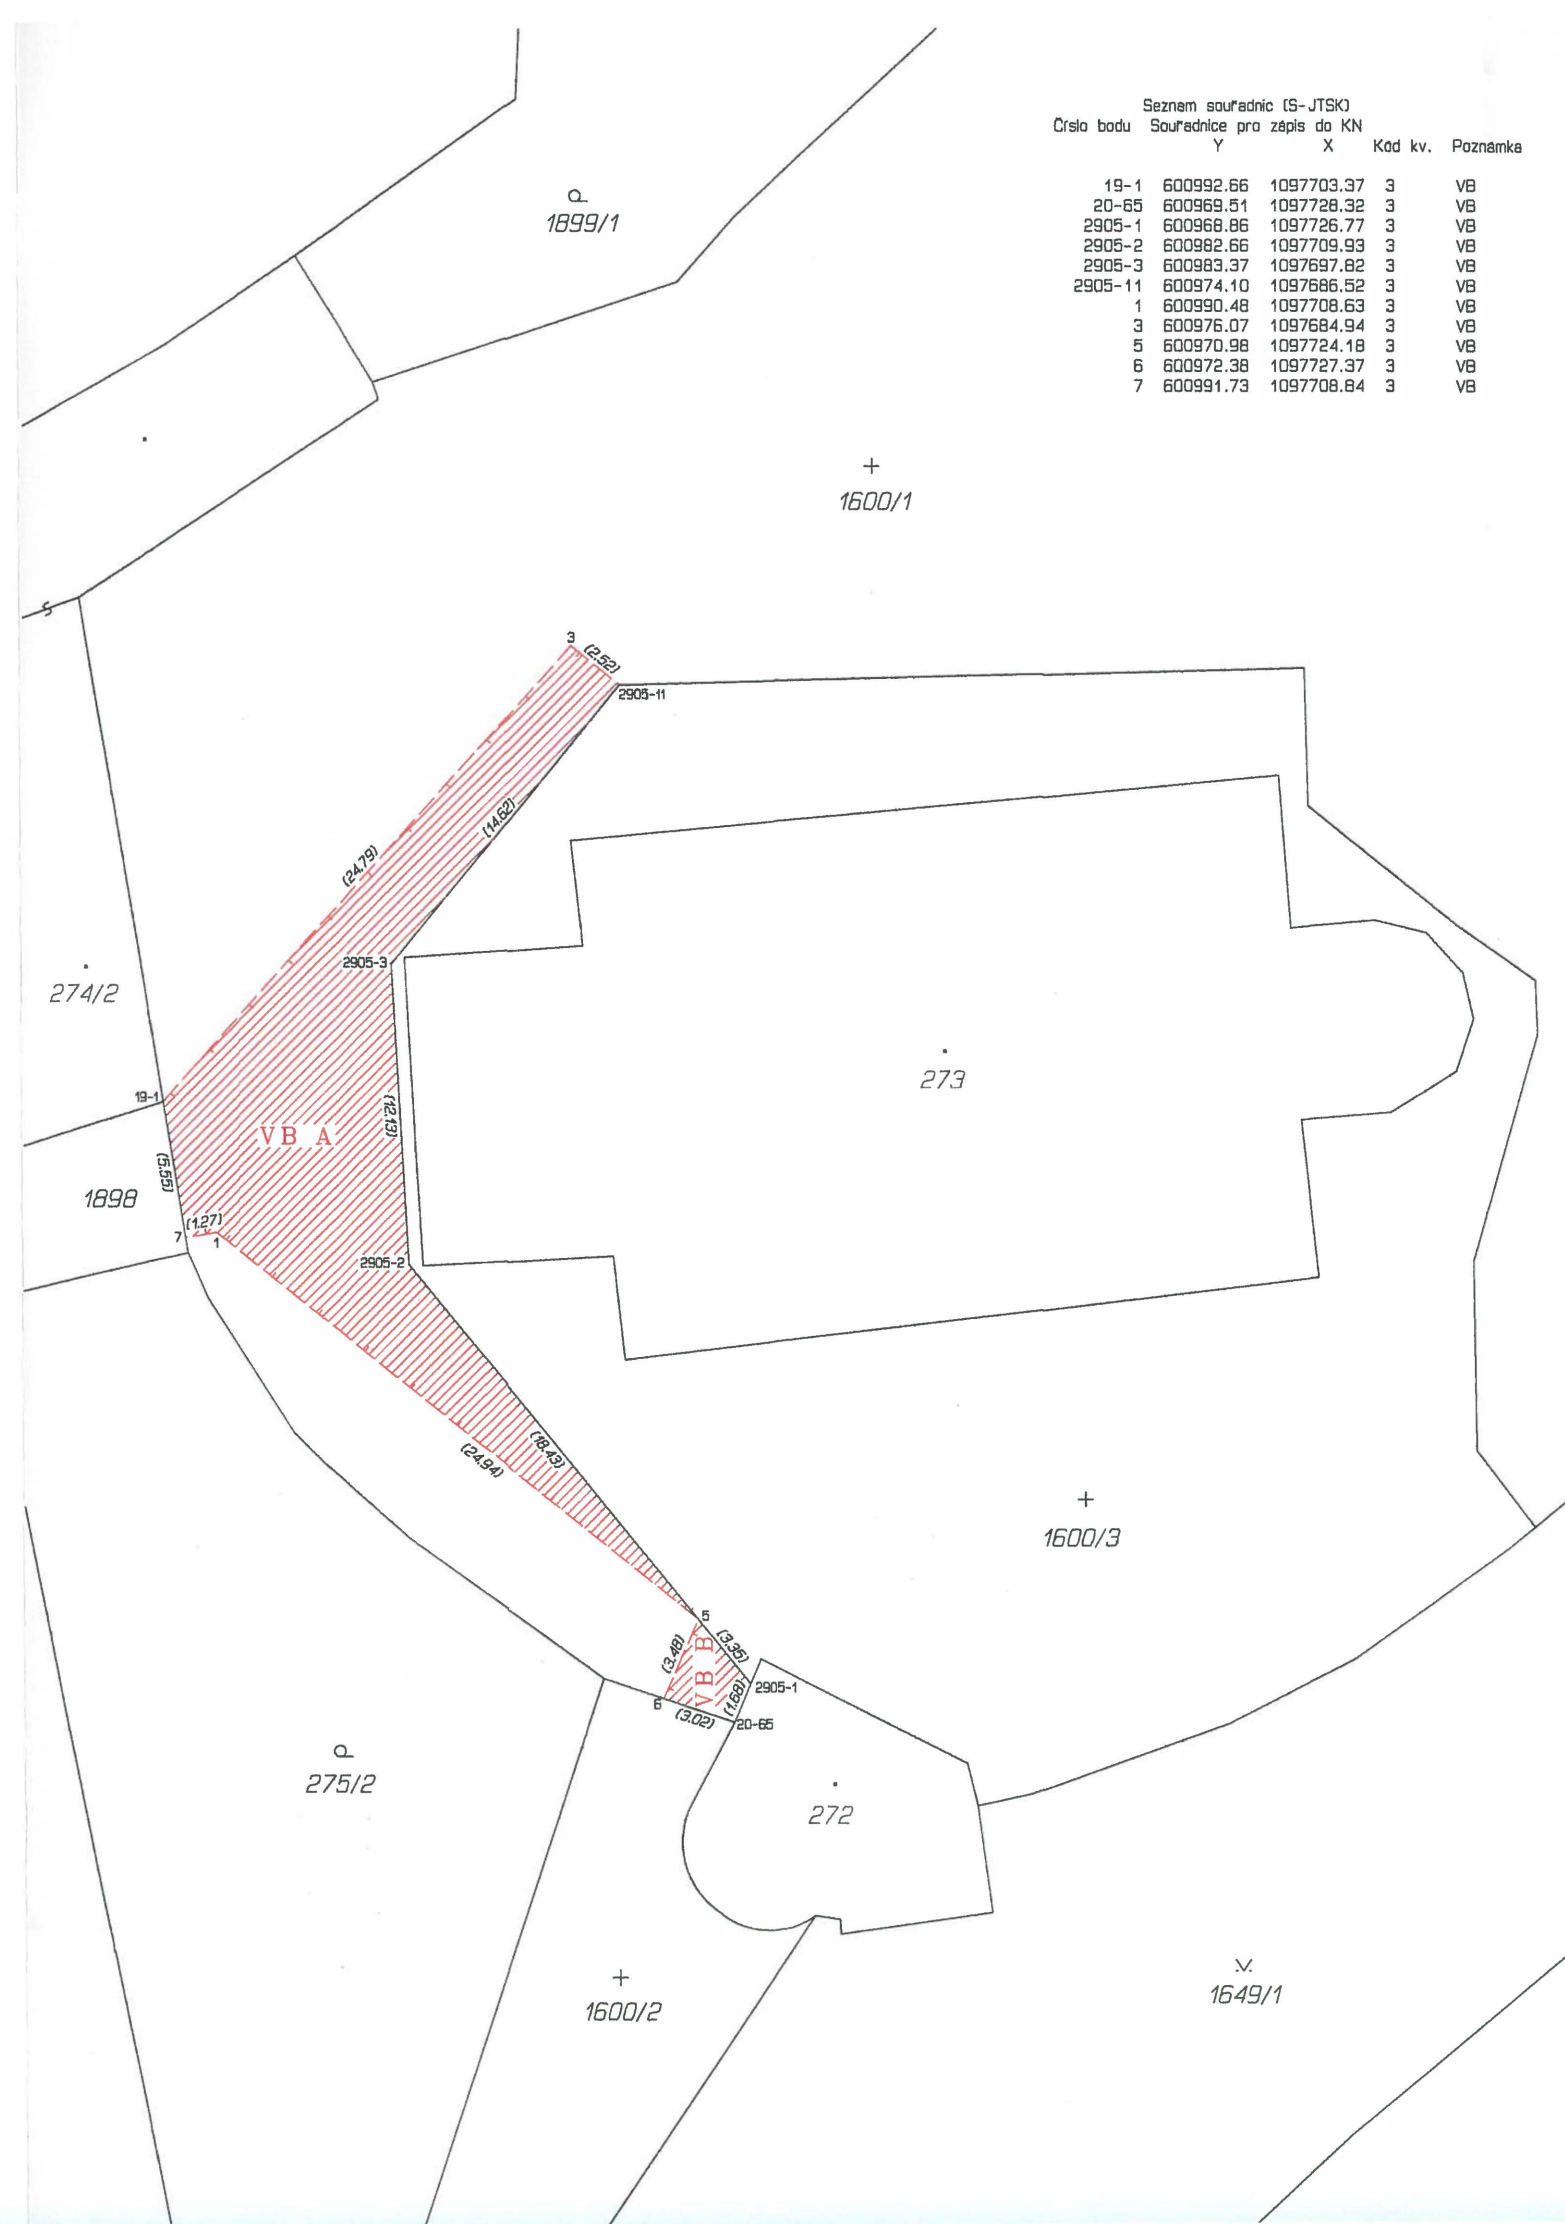 Seznam souřadnic (S-JTSK)
Číslo bodu Souřadnice pro zápis do KN
Y X Kód kv. Poznámka
19-1 600992.66 1097703.37 3 VB
20-65 600969.51 1097728.32 3 VB
2905-1 600968.86 1097726.77 3 VB
2905-2 600982.66 1097709.93 3 VB
2905-3 600983.37 1097697.82 3 VB
2905-11 600974.10 1097686.52 3 VB
1 600990.48 1097708.63 3 VB
3 600976.07 1097684.94 3 VB
5 600970.98 1097724.18 3 VB
6 600972.38 1097727.37 3 VB
7 600991.73 1097708.84 3 VB
1899/1
1600/1
3
(2.52)
2905-11
(14.62)
(24.79)
2905-3
274/2
273
19-1
(12.13)
VB A
(5.55)
1898
(1.27)
7
1
2905-2
(18.43)
(24.94)
1600/3
5
(3.35)
(3.48)
VB B
2905-1
(1.68)
6
(3.02)
20-65
275/2
272
1600/2
1649/1